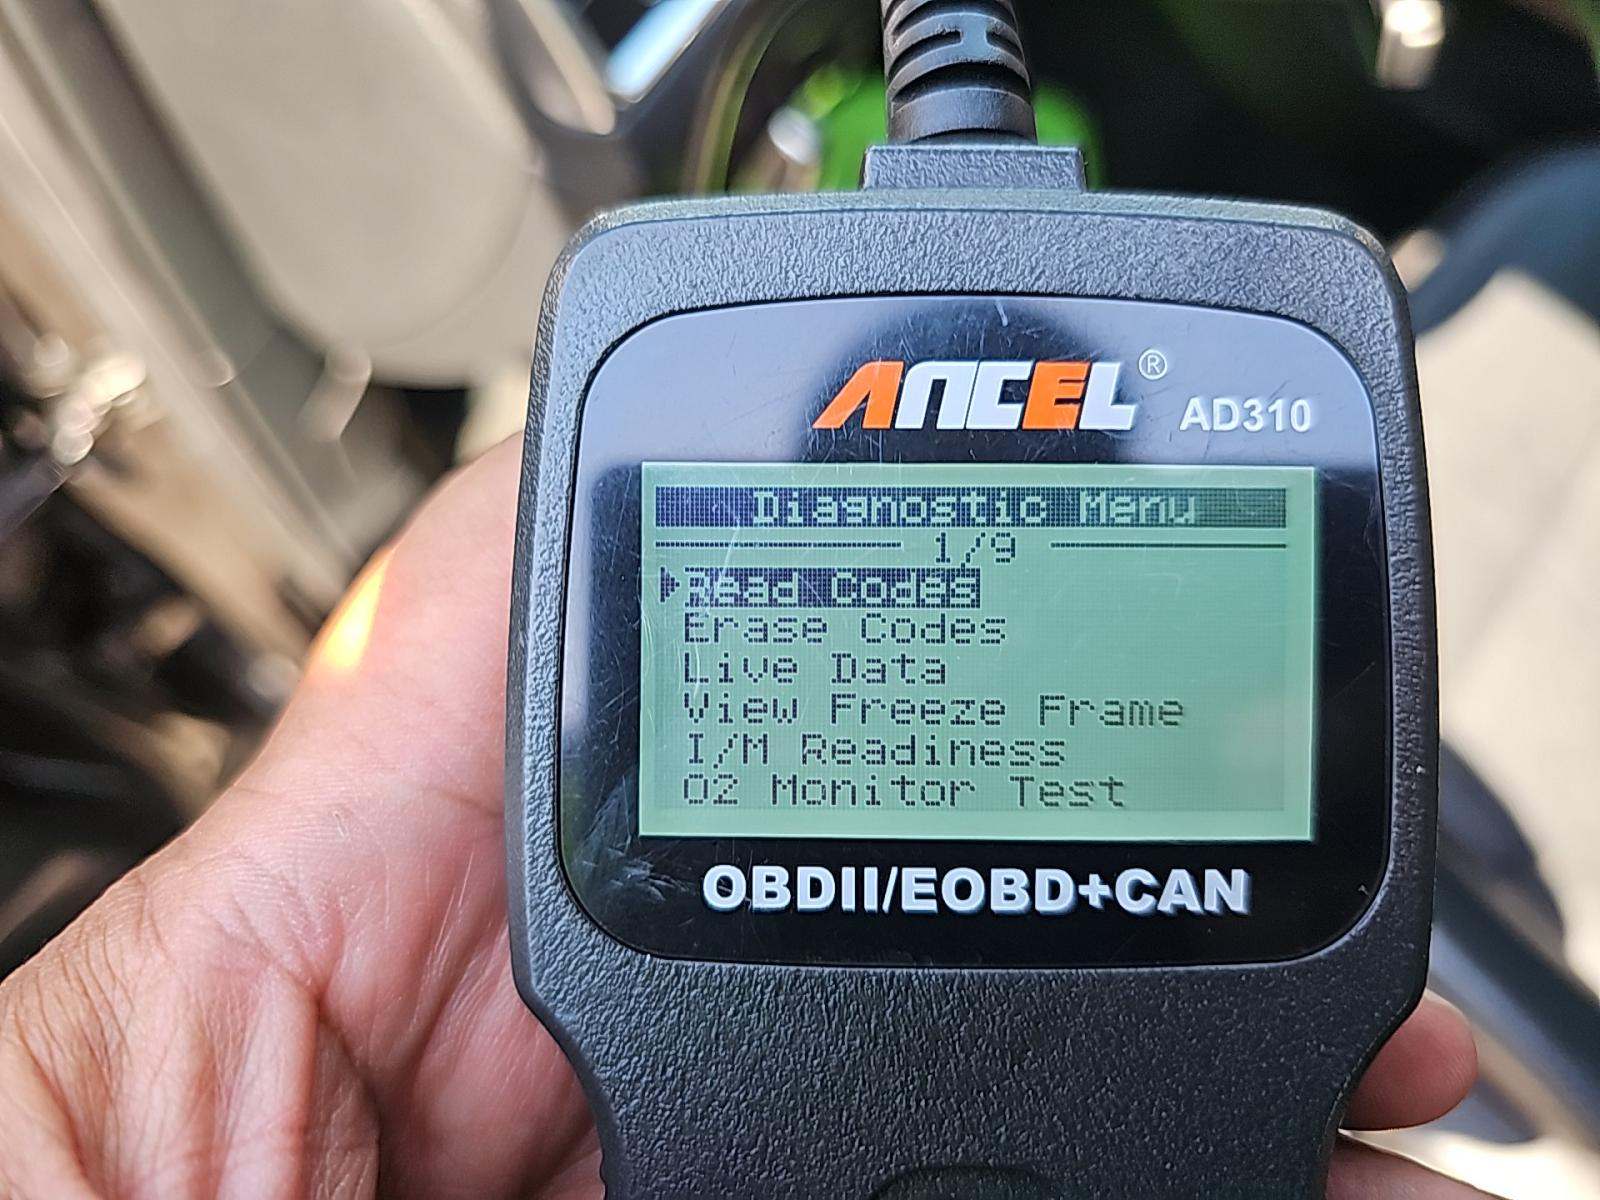 ANCEL® AD310
Diagnostic Menu
1/9
Read Codes
Erase Codes
Live Data
View Freeze Frame
I/M Readiness
O2 Monitor Test
OBDII/EOBD+CAN